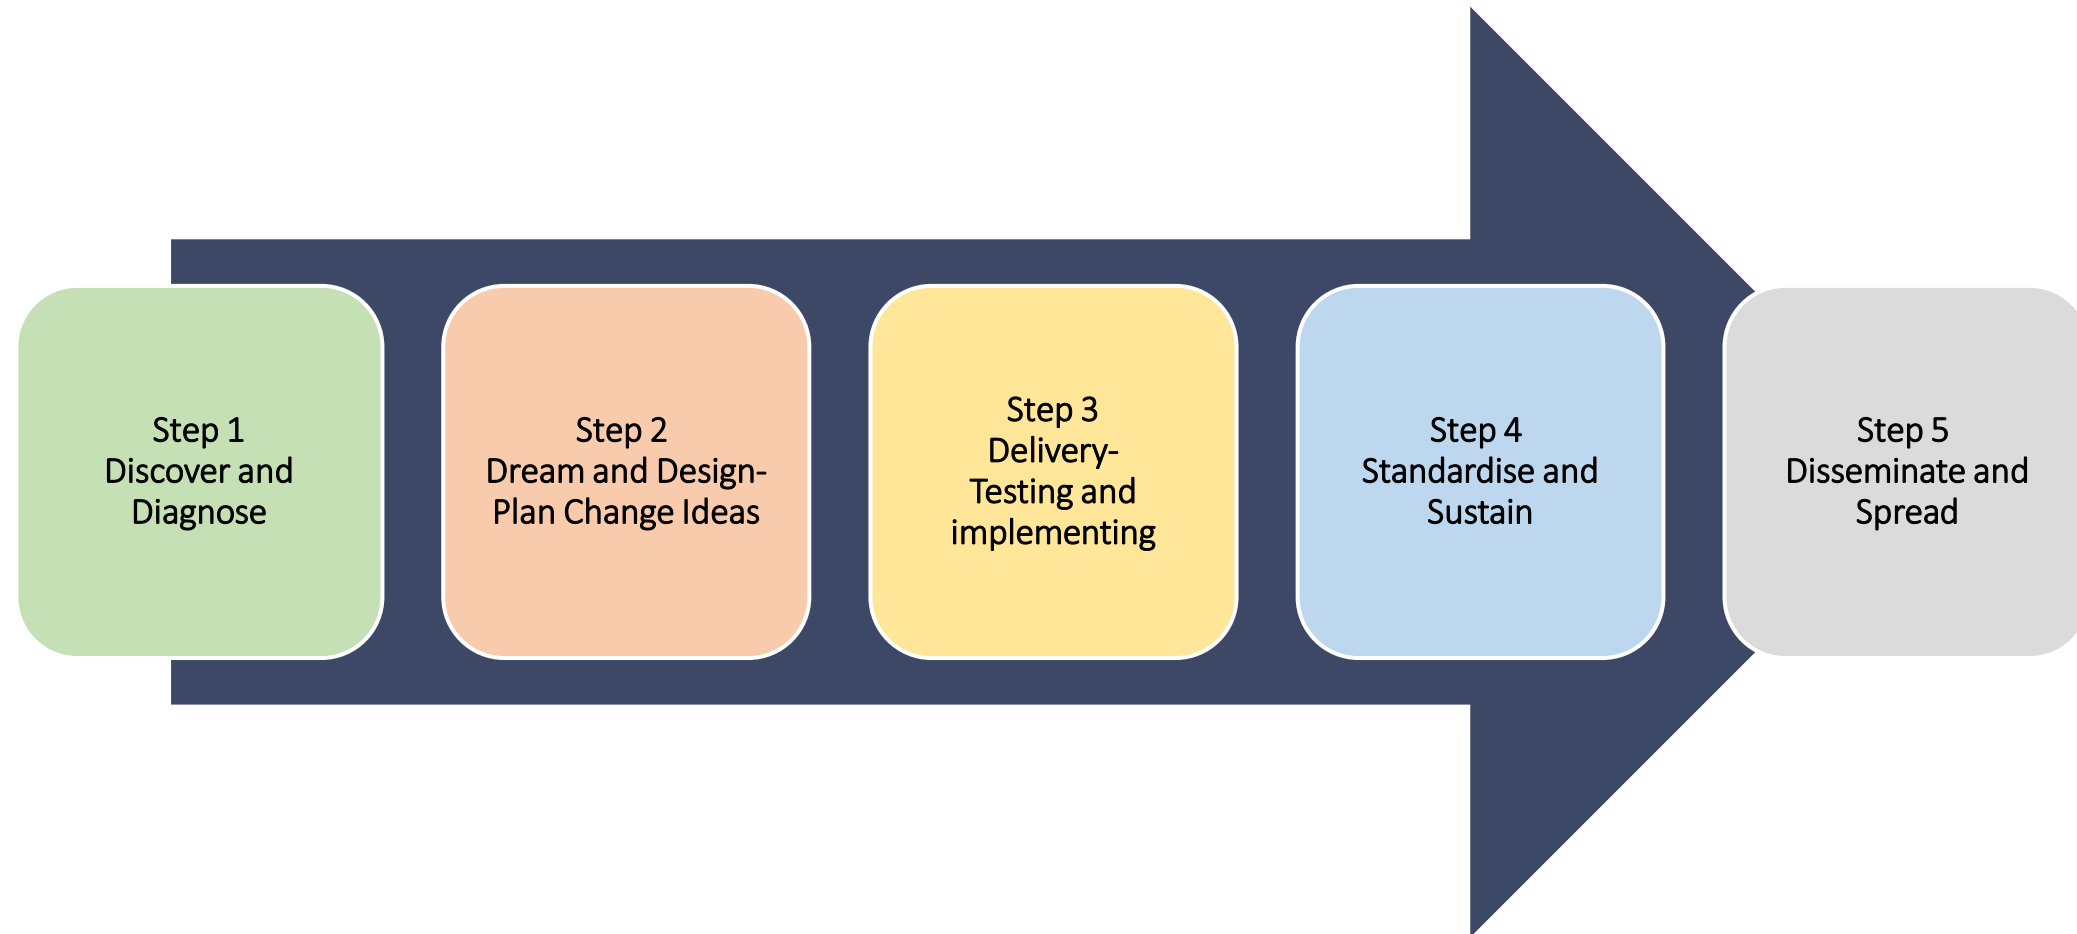 Step 1
Discover and
Diagnose
Step 2
Dream and Design-
Plan Change Ideas
Step 3
Delivery-
Testing and
implementing
Step 4
Standardise and
Sustain
Step 5
Disseminate and
Spread